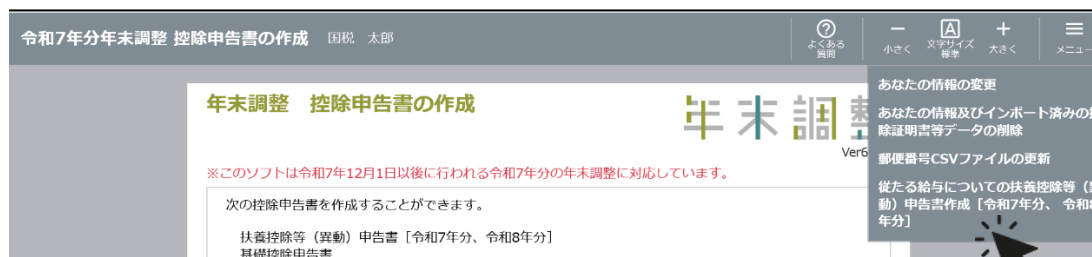 令和7年分年末調整 控除申告書の作成 国税 太郎
よくある
質問
小さく
A
文字サイズ
標準
大きく
メニュー
年末調整 控除申告書の作成
年末調
Ver6
※このソフトは令和7年12月1日以後に行われる令和7年分の年末調整に対応しています。
次の控除申告書を作成することができます。
扶養控除等（異動）申告書［令和7年分、令和8年分］
基礎控除申告書
あなたの情報の変更
あなたの情報及びインポート済みの
除証明書等データの削除
郵便番号CSVファイルの更新
従たる給与についての扶養控除等（
動）申告書作成［令和7年分、 令和8
年分］